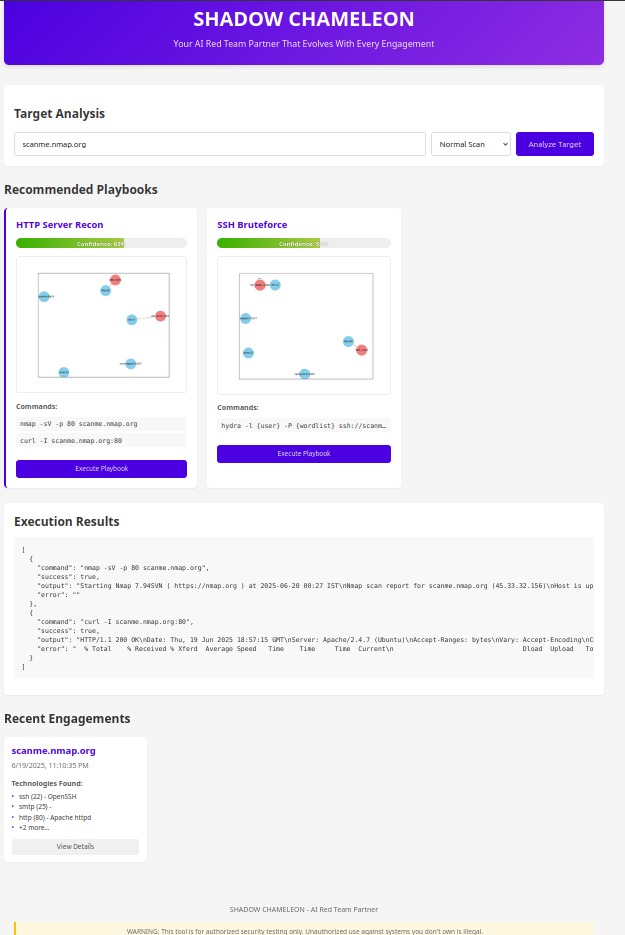 SHADOW CHAMELEON
Your AI Red Team Partner That Evolves With Every Engagement
Target Analysis
scanme.nmap.org
Normal Scan
Analyze Target
Recommended Playbooks
HTTP Server Recon
Confidence: 63%
Commands:
nmap -sV -p 80 scanme.nmap.org
curl -I scanme.nmap.org:80
Execute Playbook
SSH Bruteforce
Confidence:
Commands:
hydra -l {user} -P {wordlist} ssh://scanm…
Execute Playbook
Execution Results
[
{
"command": "nmap -sV -p 80 scanme.nmap.org",
"success": true,
"output": "Starting Nmap 7.94SVN ( https://nmap.org ) at 2025-06-20 00:27 IST\nNmap scan report for scanme.nmap.org (45.33.32.156)\nHost is up
"error": ""
},
{
"command": "curl -I scanme.nmap.org:80",
"success": true,
"output": "HTTP/1.1 200 OK\nDate: Thu, 19 Jun 2025 18:57:15 GMT\nServer: Apache/2.4.7 (Ubuntu)\nAccept-Ranges: bytes\nVary: Accept-Encoding\nC
"error": "  % Total    % Received % Xferd  Average Speed   Time    Time     Time  Current\n                                 Dload  Upload   To
}
]
Recent Engagements
scanme.nmap.org
6/19/2025, 11:10:35 PM
Technologies Found:
• ssh (22) - OpenSSH
• smtp (25) -
• http (80) - Apache httpd
• +2 more...
View Details
SHADOW CHAMELEON - AI Red Team Partner
WARNING: This tool is for authorized security testing only. Unauthorized use against systems you don't own is illegal.